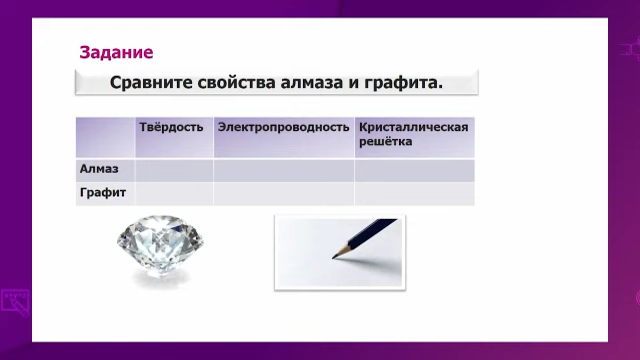 Задание
Сравните свойства алмаза и графита.
Твёрдость Электропроводность Кристаллическая
решётка
Алмаз
Графит